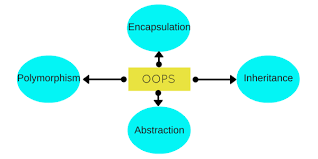 Encapsulation
Polymorphism
OOPS
Inheritance
Abstraction